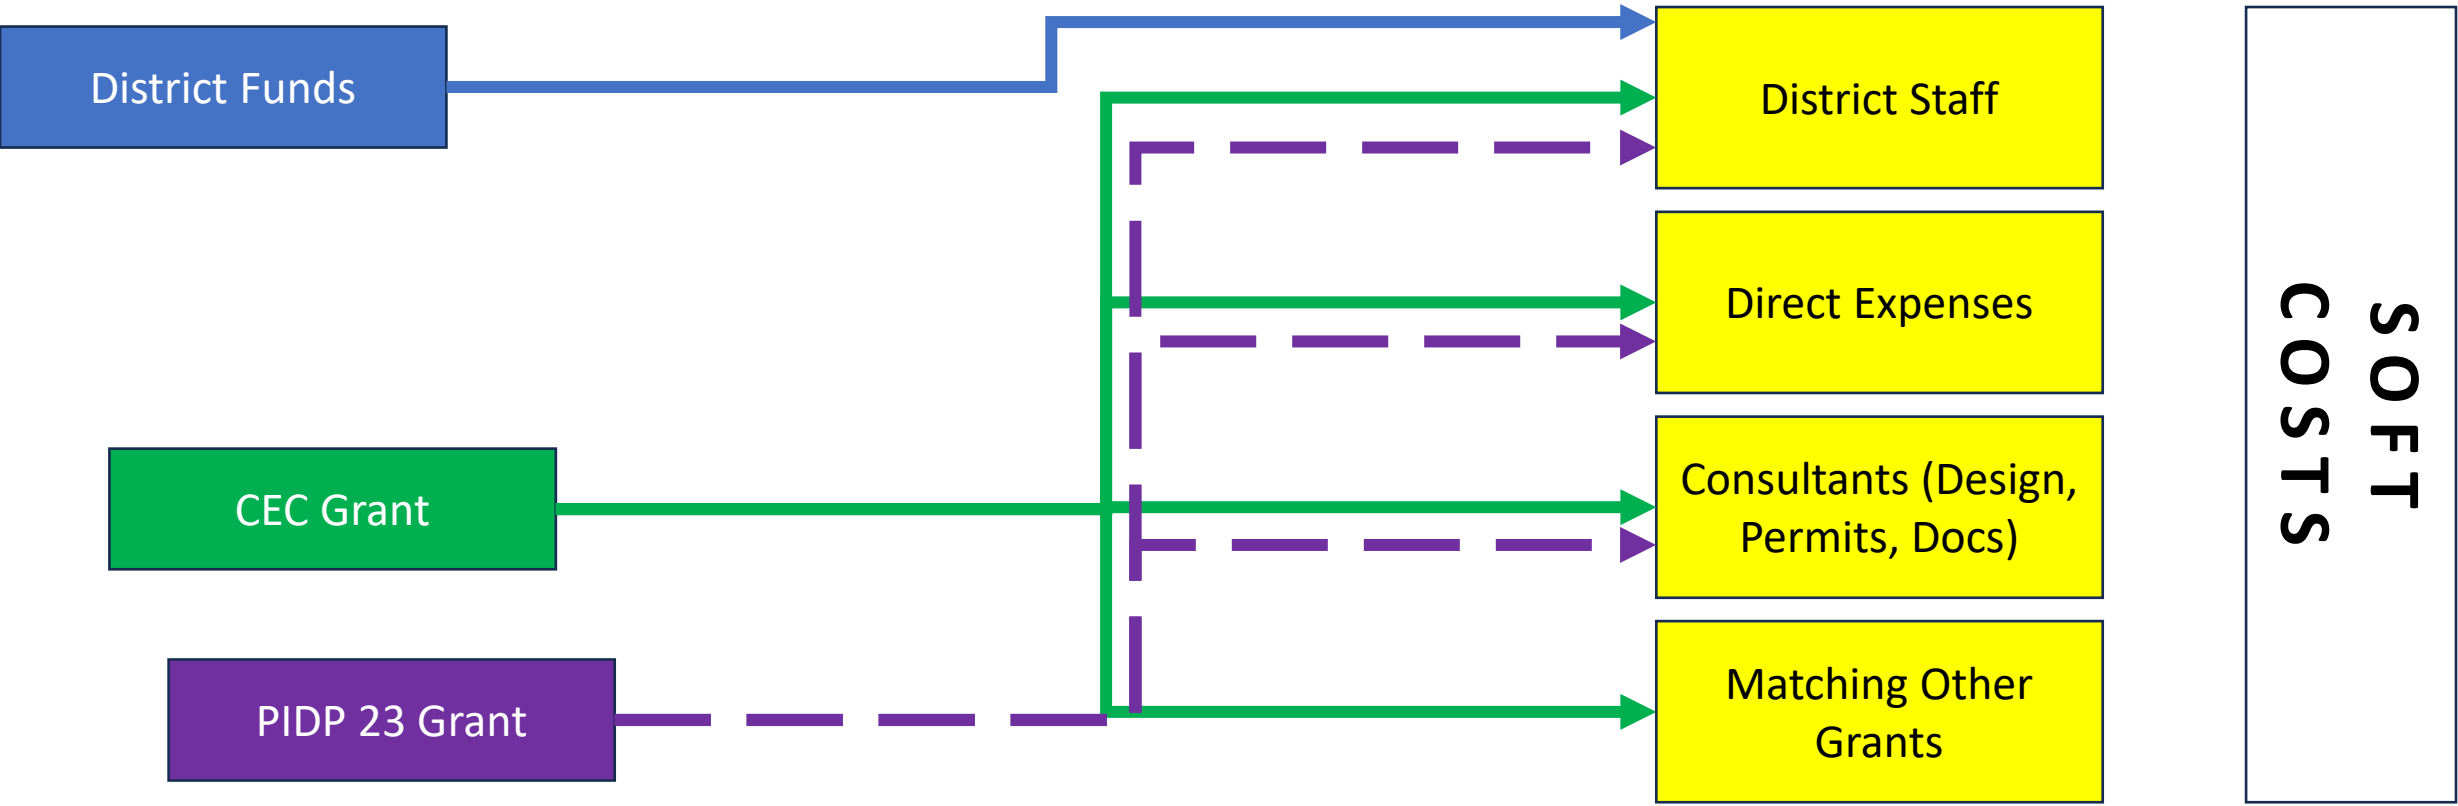 District Funds
District Staff
Direct Expenses
CEC Grant
Consultants (Design,
Permits, Docs)
PIDP 23 Grant
Matching Other
Grants
SOFT
COSTS